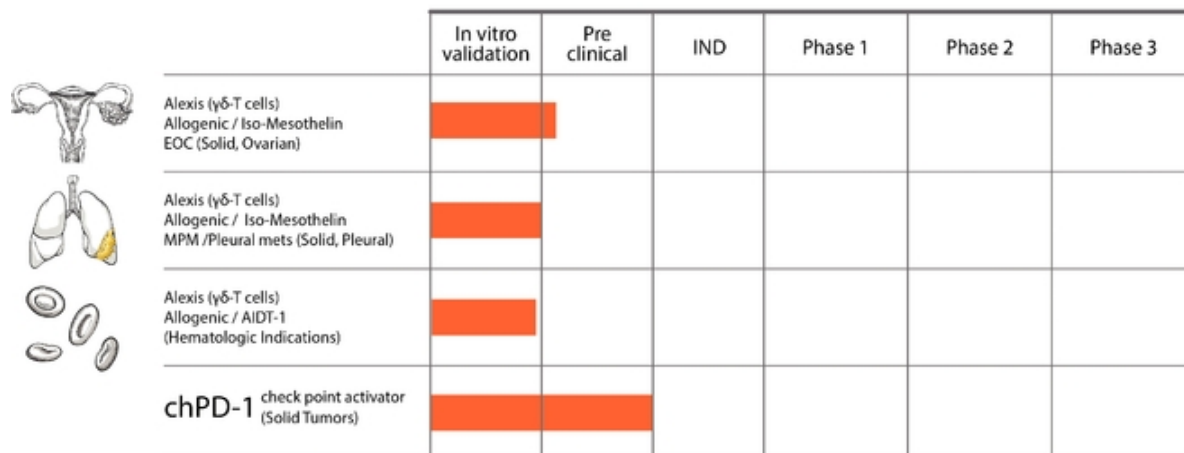 In vitro
validation
Pre
clinical
IND
Phase 1
Phase 2
Phase 3
Alexis (γδ-T cells)
Allogenic / Iso-Mesothelin
EOC (Solid, Ovarian)
Alexis (γδ-T cells)
Allogenic / Iso-Mesothelin
MPM /Pleural mets (Solid, Pleural)
Alexis (γδ-T cells)
Allogenic / AIDT-1
(Hematologic Indications)
chPD-1 check point activator
(Solid Tumors)